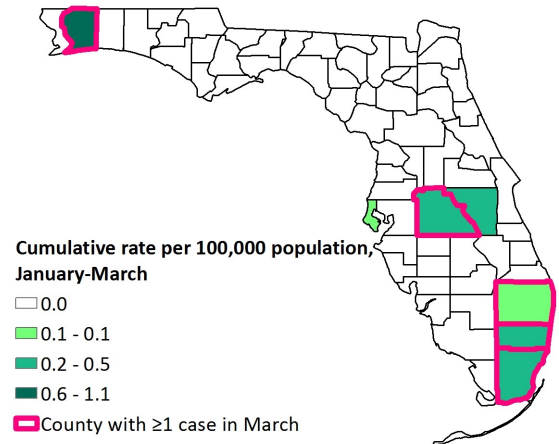 Cumulative rate per 100,000 population,
January-March
0.0
0.1 - 0.1
0.2 - 0.5
0.6 - 1.1
County with ≥1 case in March